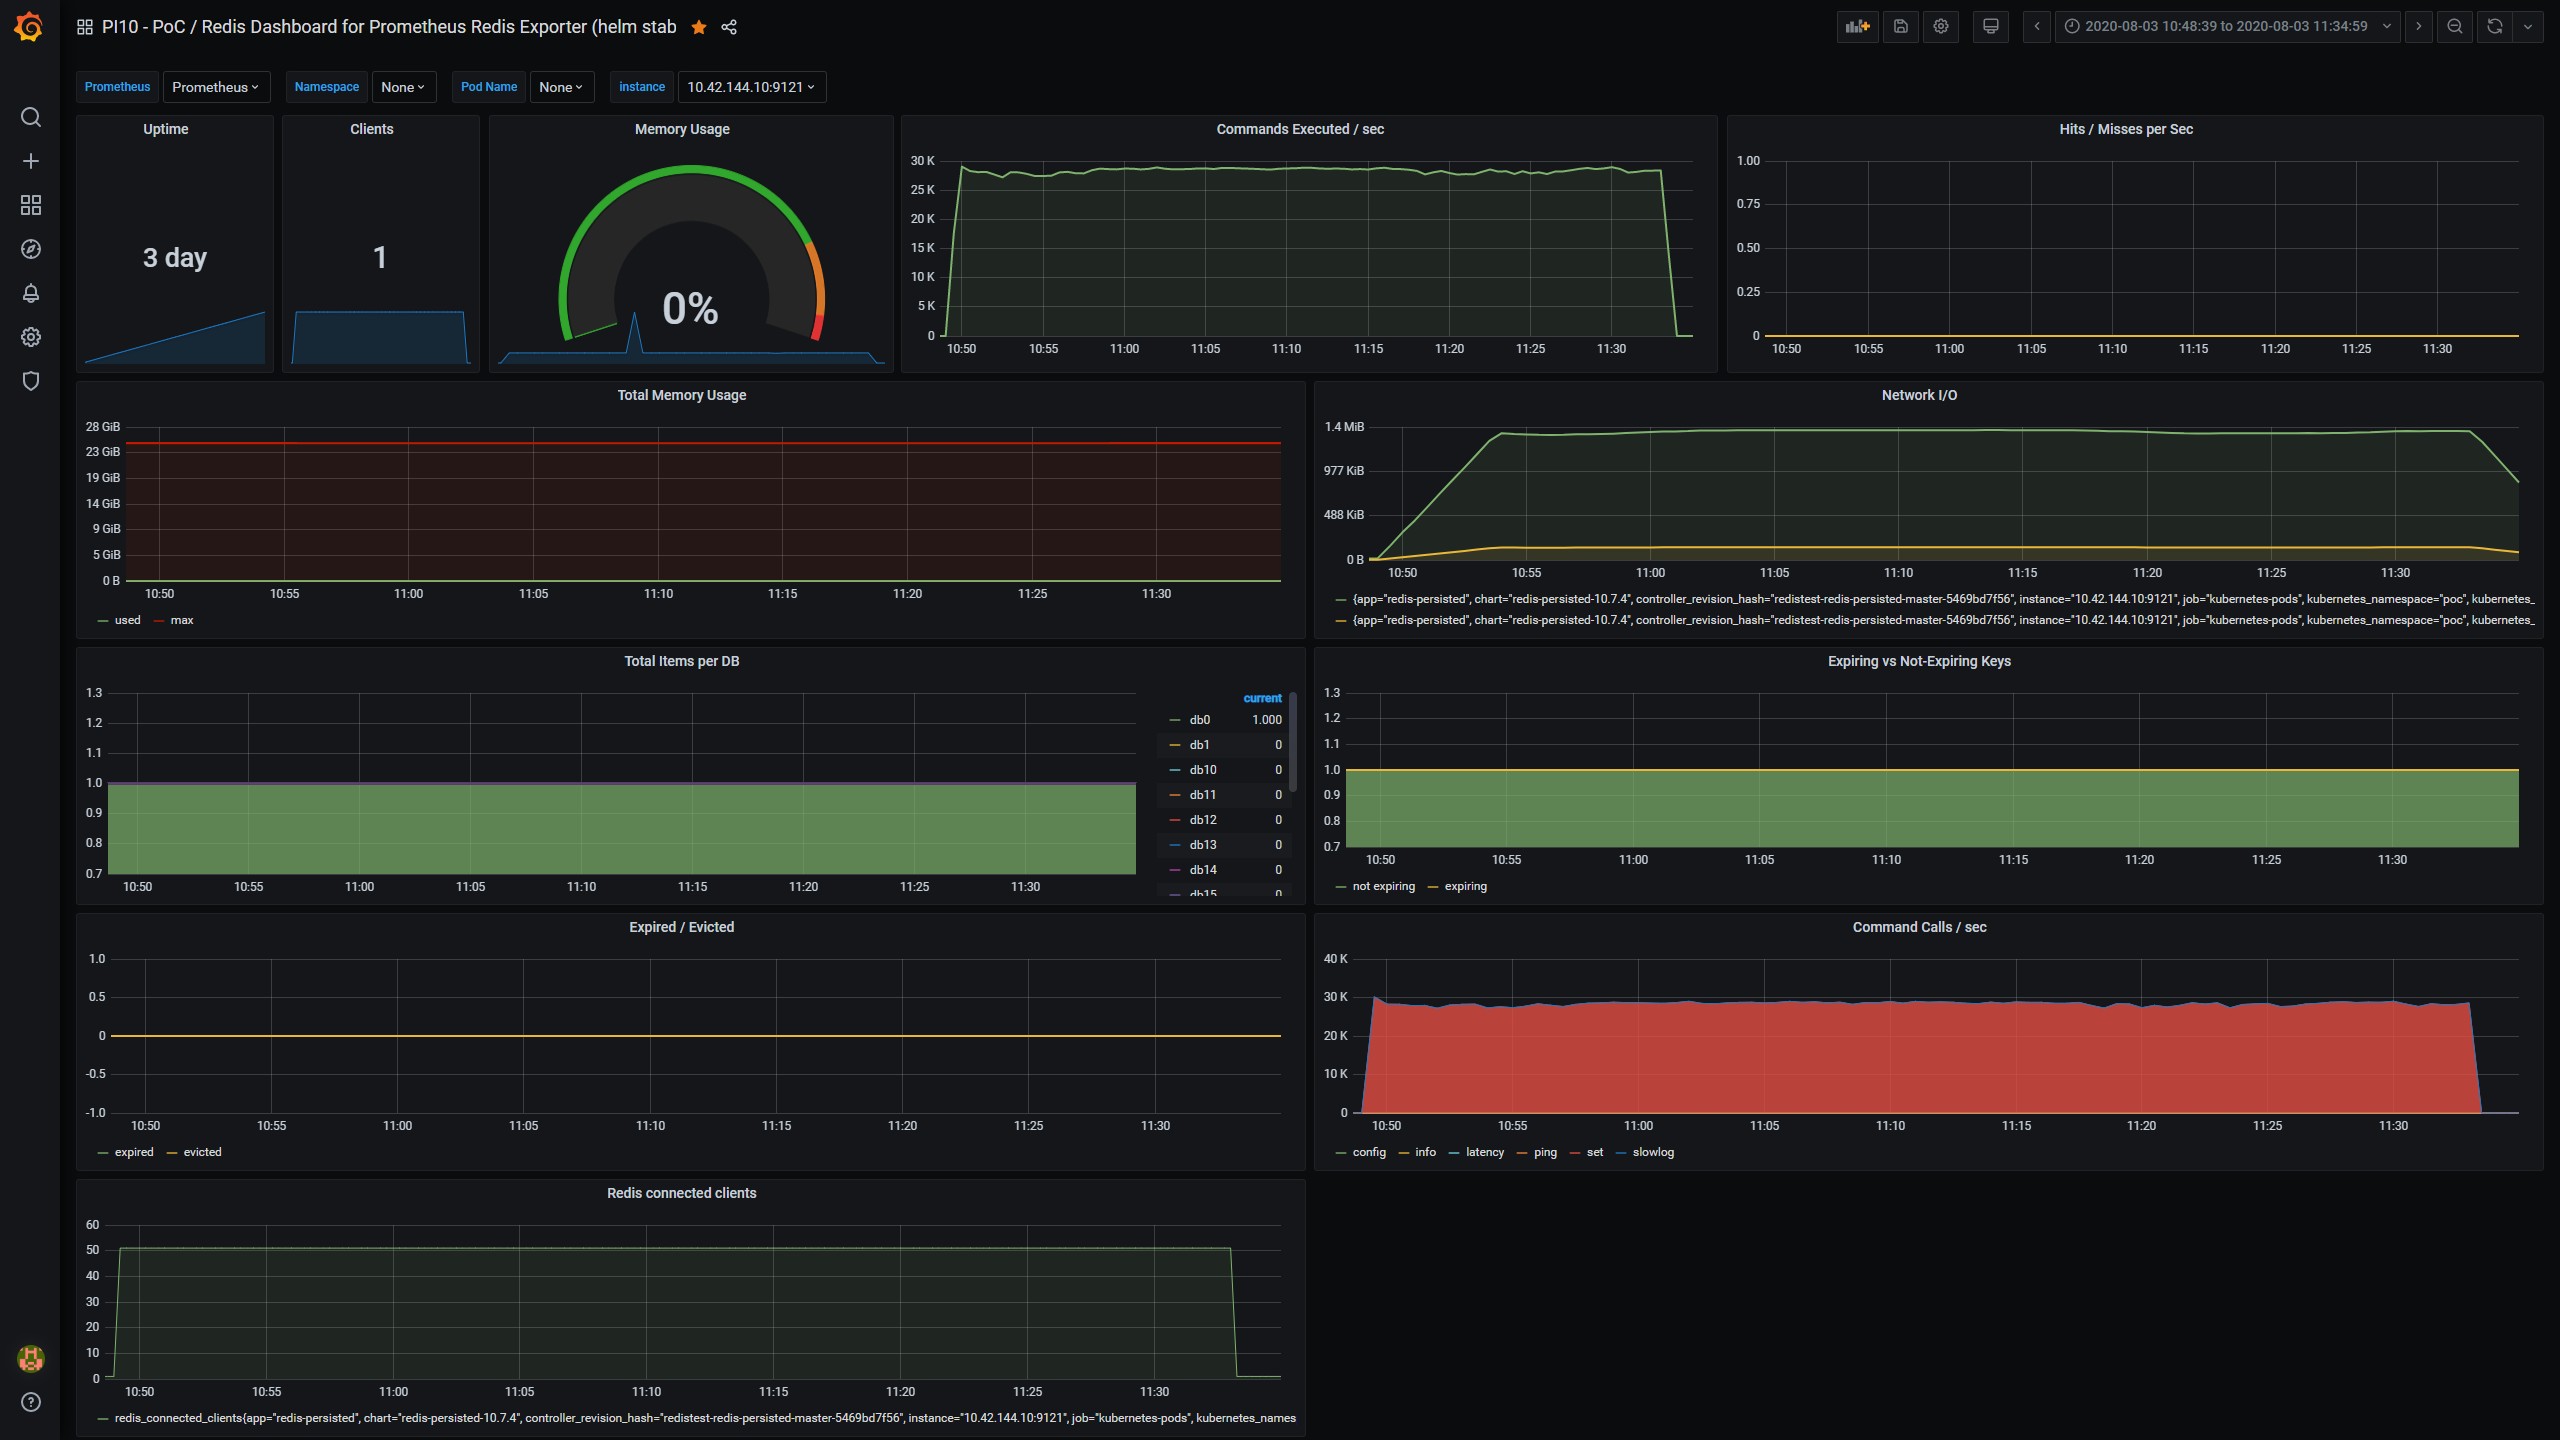 PI10 - PoC / Redis Dashboard for Prometheus Redis Exporter (helm stab
2020-08-03 10:48:39 to 2020-08-03 11:34:59
Prometheus Prometheus Namespace None Pod Name None instance 10.42.144.10:9121
Uptime
3 day
Clients
1
Memory Usage
0%
Commands Executed / sec
30 K
25 K
20 K
15 K
10 K
5 K
0
10:50 10:55 11:00 11:05 11:10 11:15 11:20 11:25 11:30
Hits / Misses per Sec
1.00
0.75
0.50
0.25
0
10:50 10:55 11:00 11:05 11:10 11:15 11:20 11:25 11:30
Total Memory Usage
28 GiB
23 GiB
19 GiB
14 GiB
9 GiB
5 GiB
0 B
10:50 10:55 11:00 11:05 11:10 11:15 11:20 11:25 11:30
used max
Network I/O
1.4 MiB
977 KiB
488 KiB
0 B
10:50 10:55 11:00 11:05 11:10 11:15 11:20 11:25 11:30
{app="redis-persisted", chart="redis-persisted-10.7.4", controller_revision_hash="redistest-redis-persisted-master-5469bd7f56", instance="10.42.144.10:9121", job="kubernetes-pods", kubernetes_namespace="poc", kubernetes_
{app="redis-persisted", chart="redis-persisted-10.7.4", controller_revision_hash="redistest-redis-persisted-master-5469bd7f56", instance="10.42.144.10:9121", job="kubernetes-pods", kubernetes_namespace="poc", kubernetes_
Total Items per DB
1.3
1.2
1.1
1.0
0.9
0.8
0.7
10:50 10:55 11:00 11:05 11:10 11:15 11:20 11:25 11:30
current
db0 1.000
db1 0
db10 0
db11 0
db12 0
db13 0
db14 0
db15 0
Expiring vs Not-Expiring Keys
1.3
1.2
1.1
1.0
0.9
0.8
0.7
10:50 10:55 11:00 11:05 11:10 11:15 11:20 11:25 11:30
not expiring expiring
Expired / Evicted
1.0
0.5
0
-0.5
-1.0
10:50 10:55 11:00 11:05 11:10 11:15 11:20 11:25 11:30
expired evicted
Command Calls / sec
40 K
30 K
20 K
10 K
0
10:50 10:55 11:00 11:05 11:10 11:15 11:20 11:25 11:30
config info latency ping set slowlog
Redis connected clients
60
50
40
30
20
10
0
10:50 10:55 11:00 11:05 11:10 11:15 11:20 11:25 11:30
redis_connected_clients{app="redis-persisted", chart="redis-persisted-10.7.4", controller_revision_hash="redistest-redis-persisted-master-5469bd7f56", instance="10.42.144.10:9121", job="kubernetes-pods", kubernetes_names